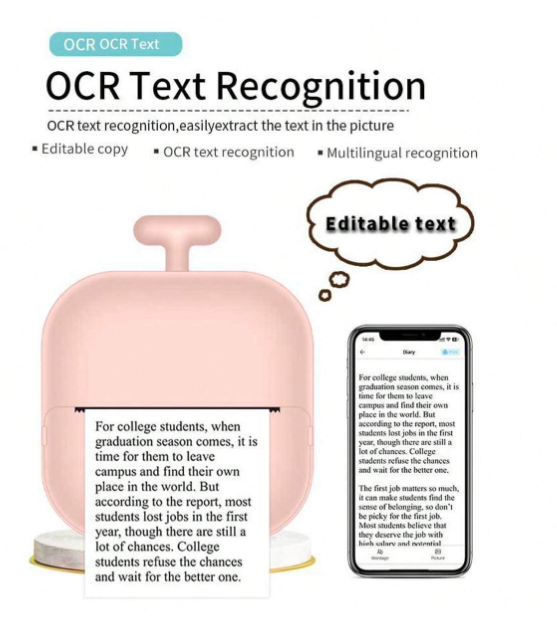 OCR OCR Text
OCR Text Recognition
OCR text recognition,easilyextract the text in the picture
▪ Editable copy ▪ OCR text recognition ▪ Multilingual recognition
Editable text
For college students, when
graduation season comes, it is
time for them to leave
campus and find their own
place in the world. But
according to the report, most
students lost jobs in the first
year, though there are still a
lot of chances. College
students refuse the chances
and wait for the better one.
Diary
For college students, when
graduation season comes, it is
time for them to leave
campus and find their own
place in the world. But
according to the report, most
students lost jobs in the first
year, though there are still a
lot of chances. College
students refuse the chances
and wait for the better one.
The first job matters so much,
it can make students find the
sense of belonging, so don't
be picky for the first job.
Most students believe that
they deserve the job with
high salary and potential
Picture